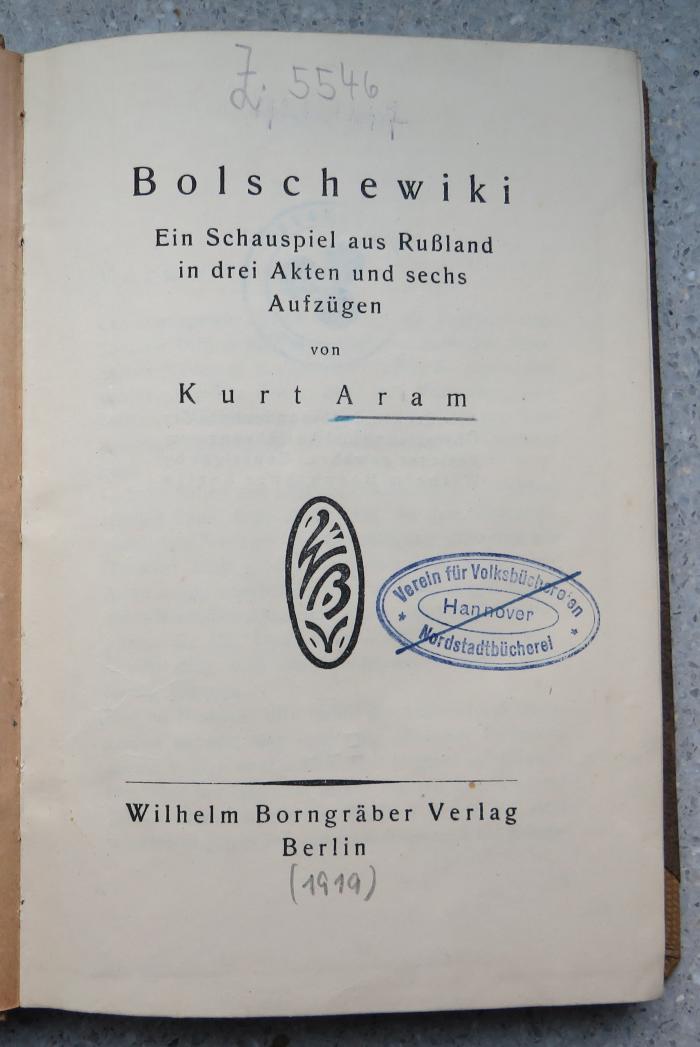 Z. 5546
Bolschewiki
Ein Schauspiel aus Rußland
in drei Akten und sechs
Aufzügen
von
Kurt Aram
WBV
Verein für Volksbüchereien
Hannover
Nordstadtbücherei
Wilhelm Borngräber Verlag
Berlin
(1919)